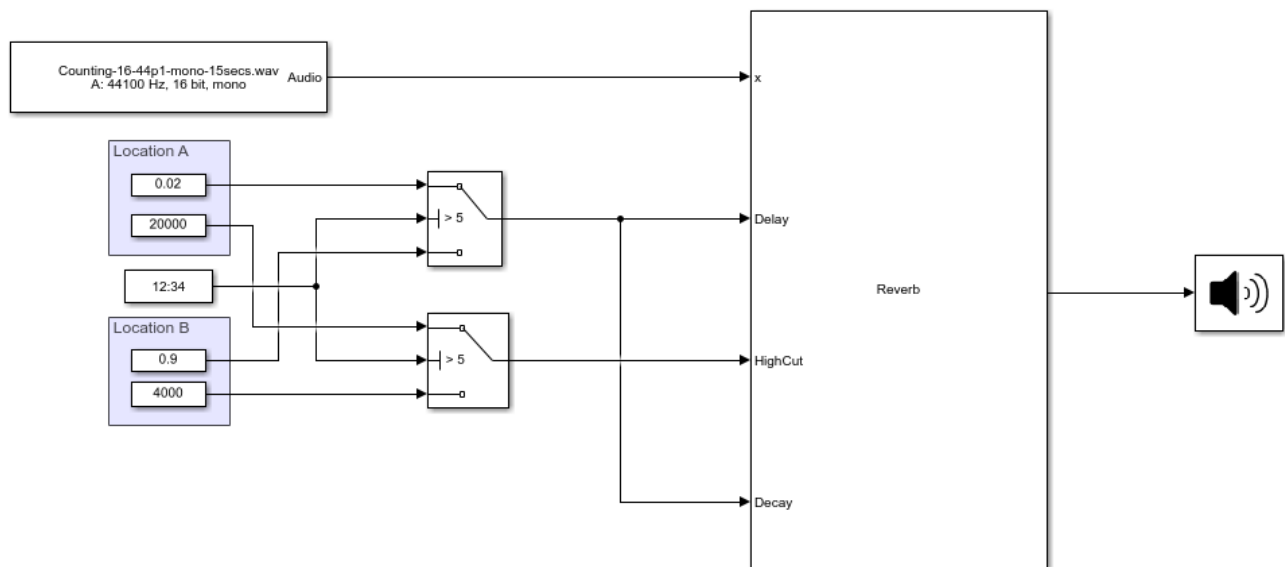 Counting-16-44p1-mono-15secs.wav
A: 44100 Hz, 16 bit, mono
Audio
x
Location A
0.02
20000
> 5
Delay
12:34
Reverb
Location B
0.9
4000
> 5
HighCut
Decay